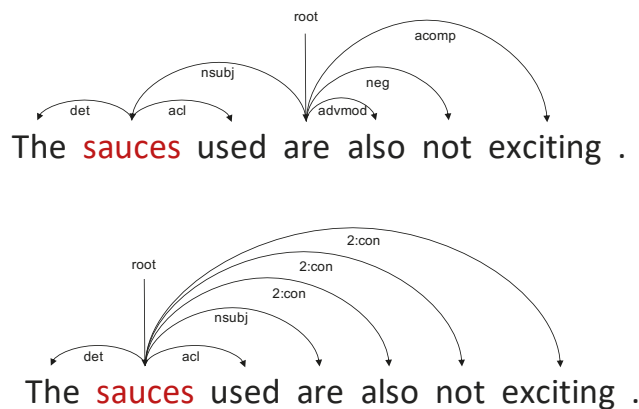 root
acomp
nsubj
neg
det
acl
advmod
The sauces used are also not exciting .
2:con
root
2:con
2:con
nsubj
det
acl
The sauces used are also not exciting .